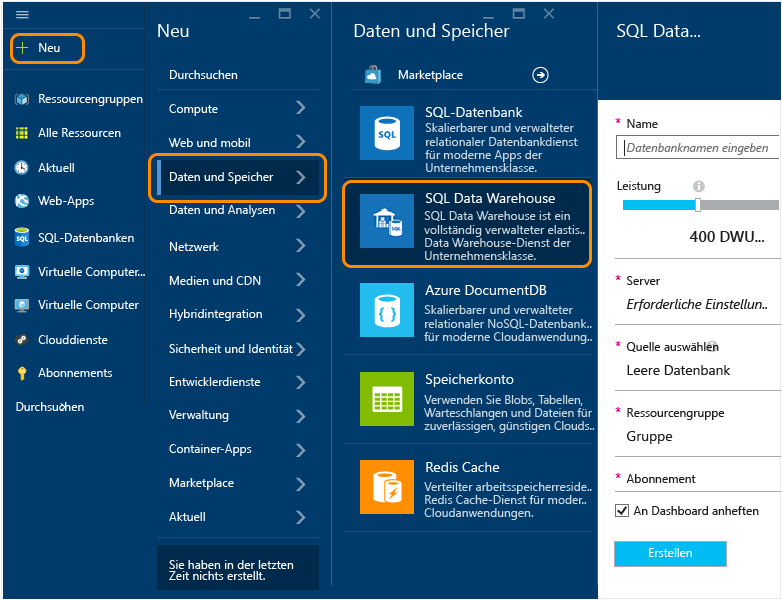 Neu
Ressourcengruppen
Alle Ressourcen
Aktuell
Web-Apps
SQL-Datenbanken
Virtuelle Computer...
Virtuelle Computer
Clouddienste
Abonnements
Durchsuchen
Neu
Durchsuchen
Compute
Web und mobil
Daten und Speicher
Daten und Analysen
Netzwerk
Medien und CDN
Hybridintegration
Sicherheit und Identität
Entwicklerdienste
Verwaltung
Container-Apps
Marketplace
Aktuell
Sie haben in der letzten
Zeit nichts erstellt.
Daten und Speicher
Marketplace
SQL
SQL-Datenbank
Skalierbarer und verwalteter
relationaler Datenbankdienst
für moderne Apps der
Unternehmensklasse.
SQL Data Warehouse
SQL Data Warehouse ist ein
vollständig verwalteter elastis..
Data Warehouse-Dienst der
Unternehmensklasse.
Azure DocumentDB
Skalierbarer und verwalteter
relationaler NoSQL-Datenbank..
für moderne Cloudanwendung..
Speicherkonto
Verwenden Sie Blobs, Tabellen,
Warteschlangen und Dateien für
zuverlässigen, günstigen Clouds..
Redis Cache
Verteilter arbeitsspeicherreside..
Redis Cache-Dienst für moder..
Cloudanwendungen.
SQL Data...
* Name
Datenbanknamen eingeben
Leistung
400 DWU...
* Server
Erforderliche Einstellun..
* Quelle auswählen
Leere Datenbank
* Ressourcengruppe
Gruppe
* Abonnement
An Dashboard anheften
Erstellen